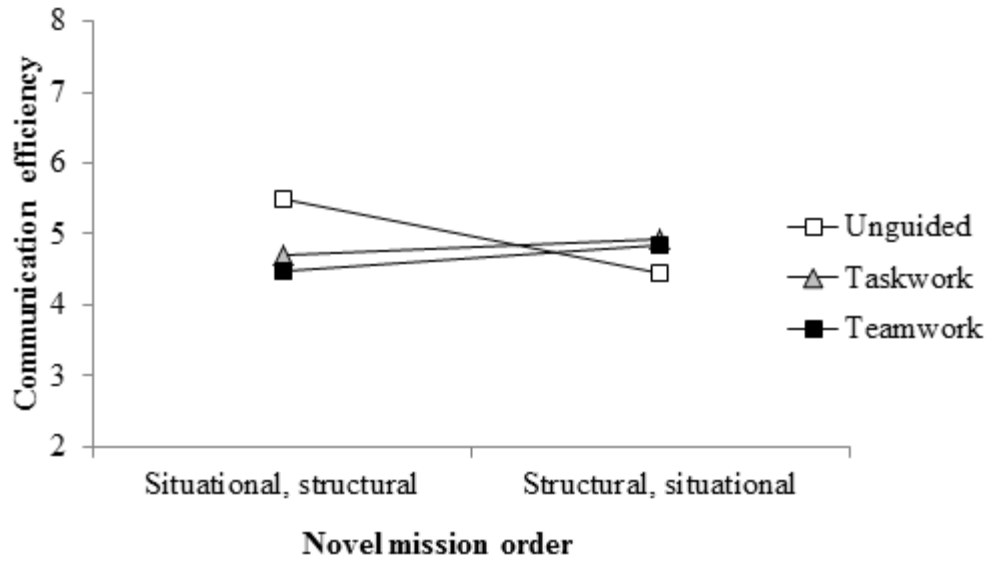 Communication efficiency
8
7
6
5
4
3
2
Situational, structural
Structural, situational
Novel mission order
Unguided
Taskwork
Teamwork